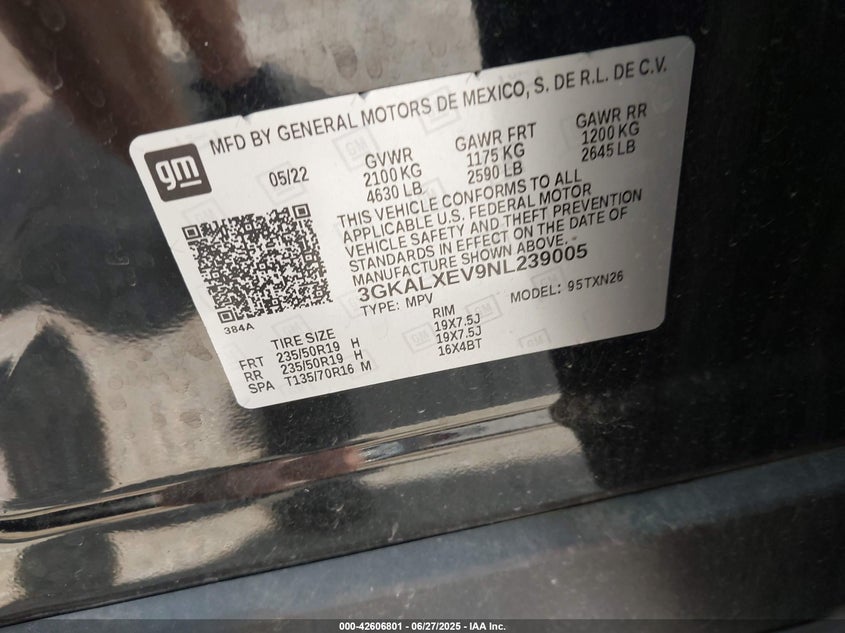 MFD BY GENERAL MOTORS DE MEXICO, S. DE R.L. DE C.V.
gm
05/22
GVWR GAWR FRT GAWR RR
2100 KG 1175 KG 1200 KG
4630 LB 2590 LB 2645 LB
THIS VEHICLE CONFORMS TO ALL
APPLICABLE U.S. FEDERAL MOTOR
VEHICLE SAFETY AND THEFT PREVENTION
STANDARDS IN EFFECT ON THE DATE OF
MANUFACTURE SHOWN ABOVE.
3GKALXEV9NL239005
TYPE: MPV MODEL: 95TXN26
384A
TIRE SIZE RIM
FRT 235/50R19 H 19X7.5J
RR 235/50R19 H 19X7.5J
SPA T135/70R16 M 16X4BT
000-42606801 - 06/27/2025 - IAA Inc.